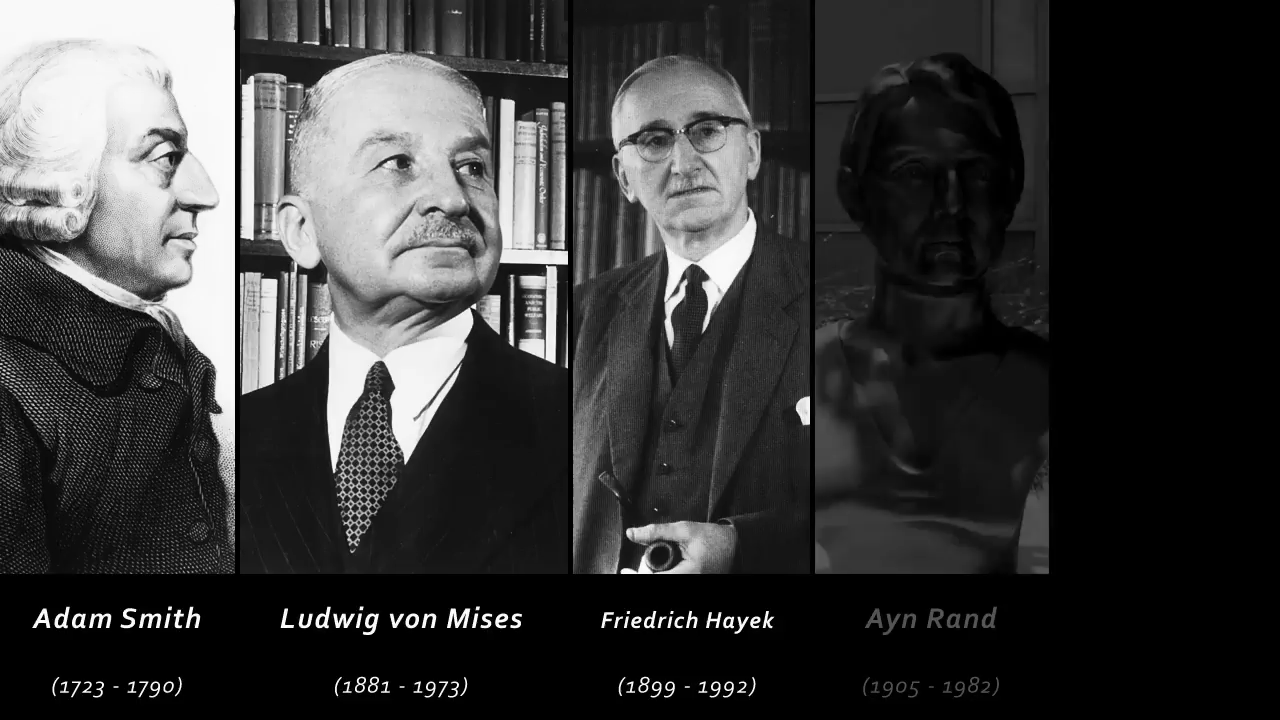 Adam Smith
(1723 - 1790)
Ludwig von Mises
(1881 - 1973)
Friedrich Hayek
(1899 - 1992)
Ayn Rand
(1905 - 1982)